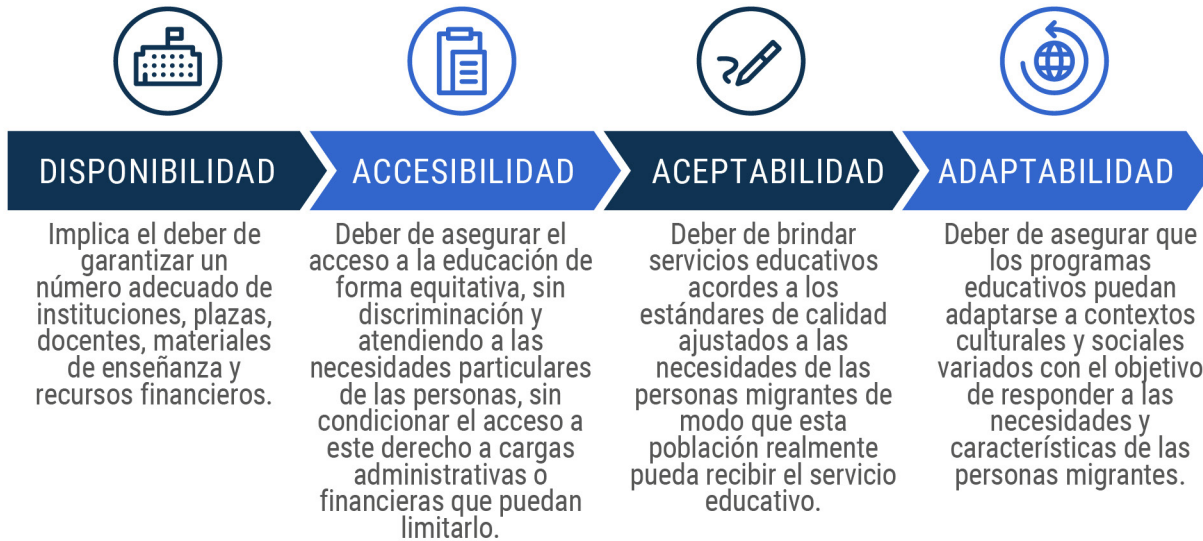 DISPONIBILIDAD
Implica el deber de
garantizar un
número adecuado de
instituciones, plazas,
docentes, materiales
de enseñanza y
recursos financieros.
ACCESIBILIDAD
Deber de asegurar el
acceso a la educación de
forma equitativa, sin
discriminación y
atendiendo a las
necesidades particulares
de las personas, sin
condicionar el acceso a
este derecho a cargas
administrativas o
financieras que puedan
limitarlo.
ACEPTABILIDAD
Deber de brindar
servicios educativos
acordes a los
estándares de calidad
ajustados a las
necesidades de las
personas migrantes de
modo que esta
población realmente
pueda recibir el servicio
educativo.
ADAPTABILIDAD
Deber de asegurar que
los programas
educativos puedan
adaptarse a contextos
culturales y sociales
variados con el objetivo
de responder a las
necesidades y
características de las
personas migrantes.